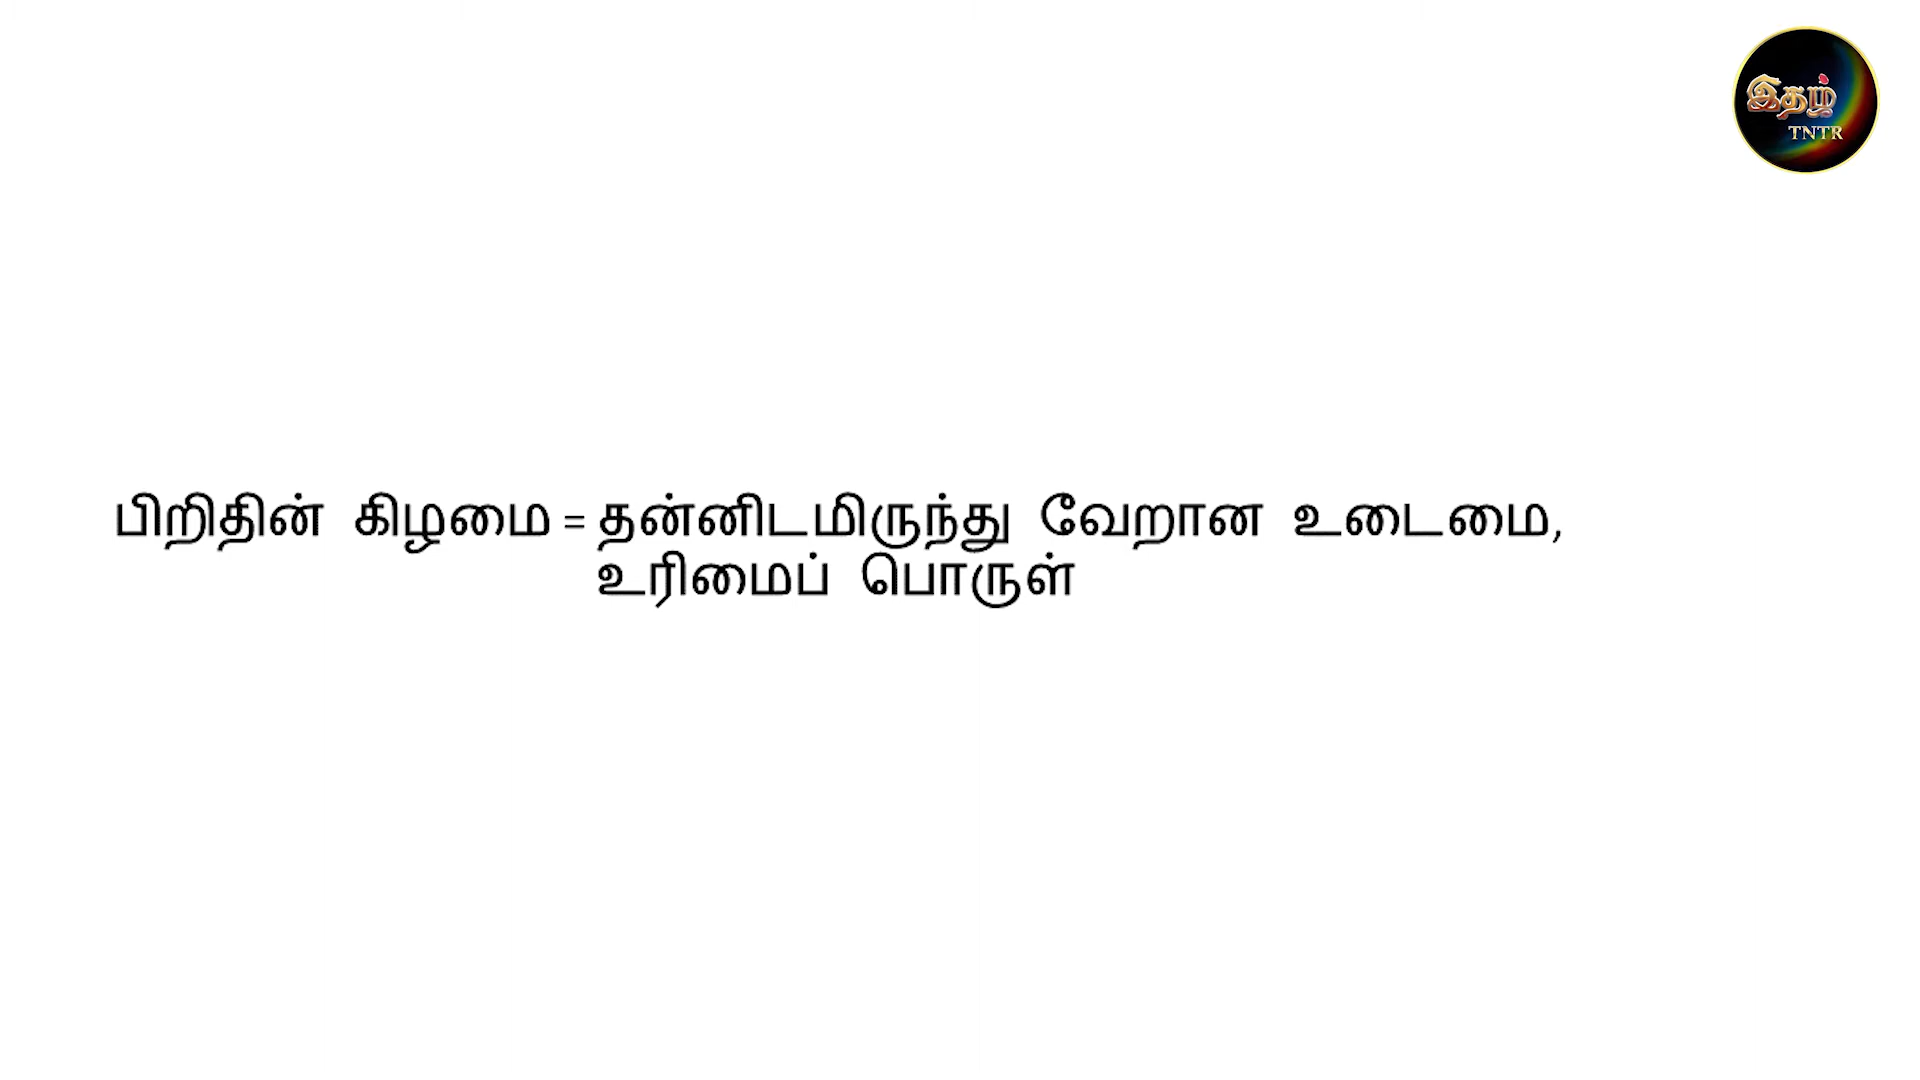 இதழ்
TNTR
பிறிதின் கிழமை = தன்னிடமிருந்து வேறான உடைமை,
உரிமைப் பொருள்